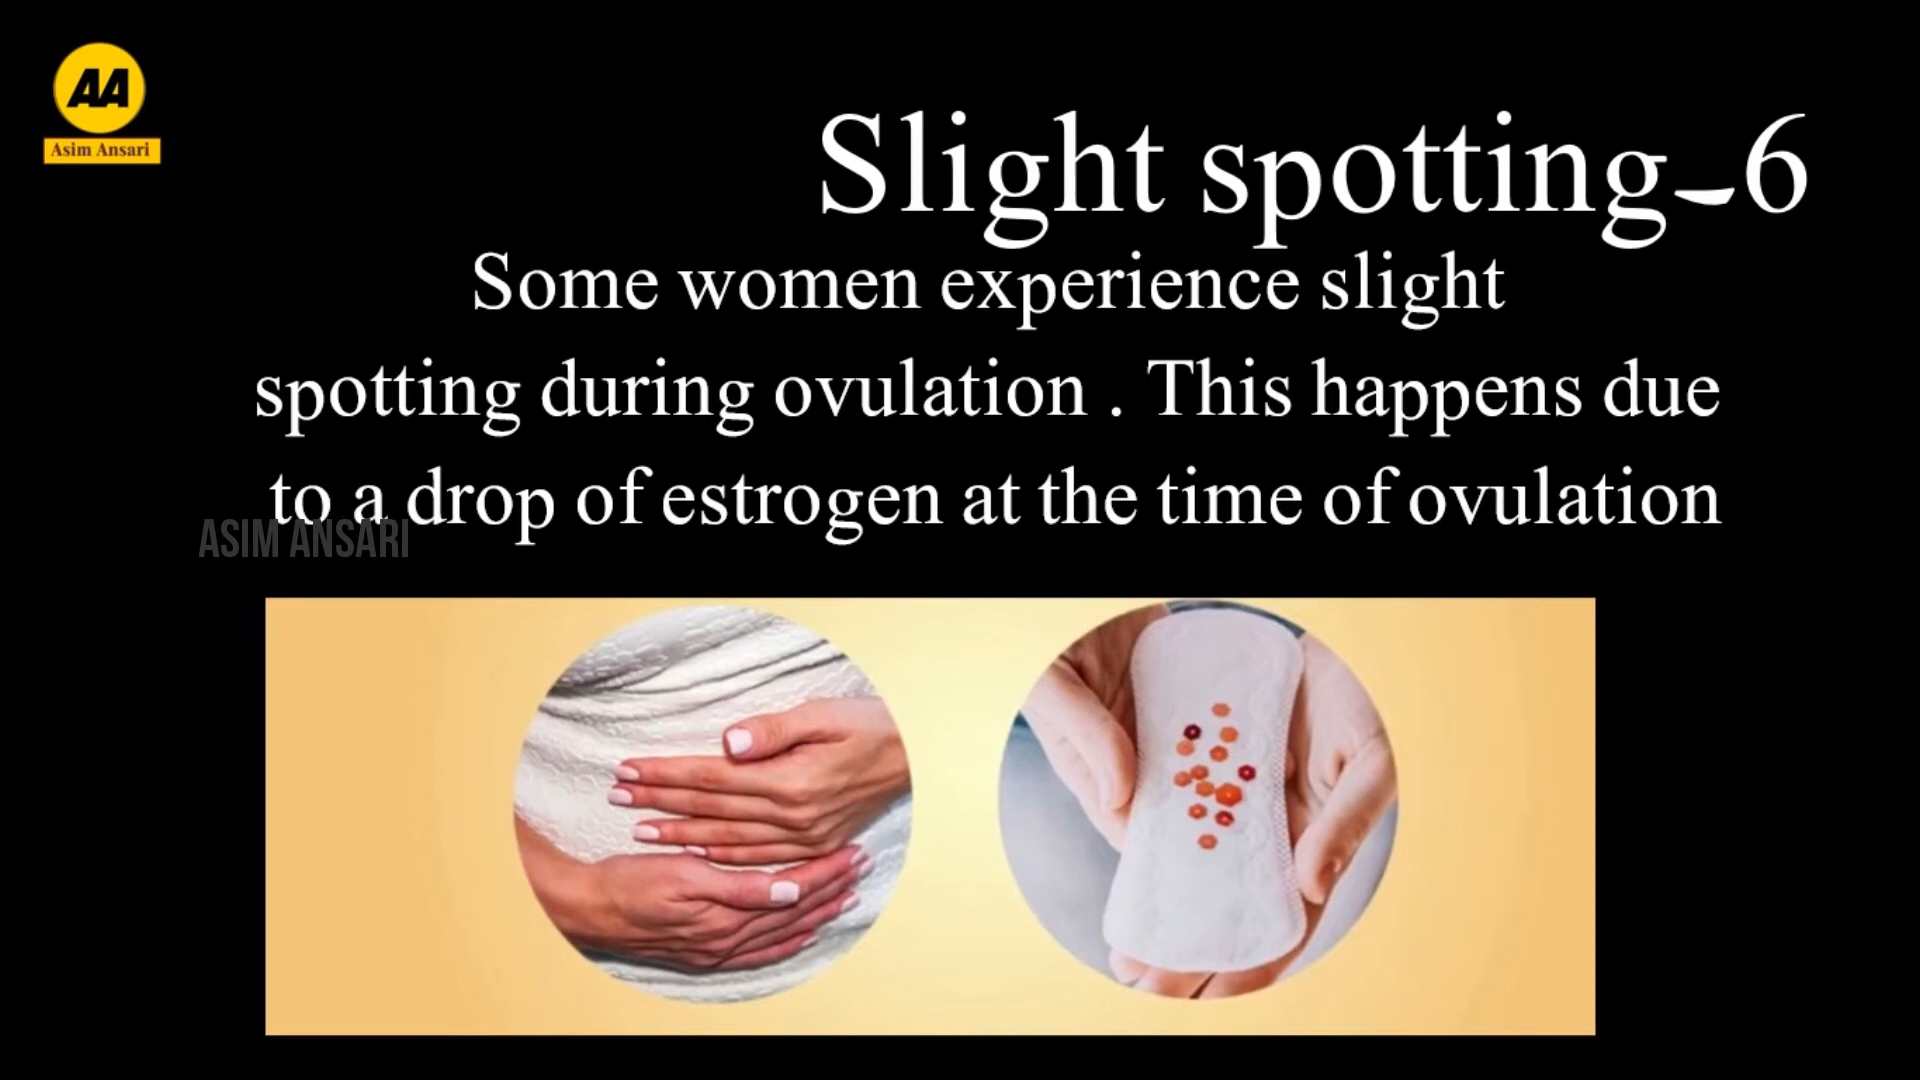 AA
Asim Ansari
Slight spotting-6
Some women experience slight
spotting during ovulation . This happens due
to a drop of estrogen at the time of ovulation
ASIM ANSARI